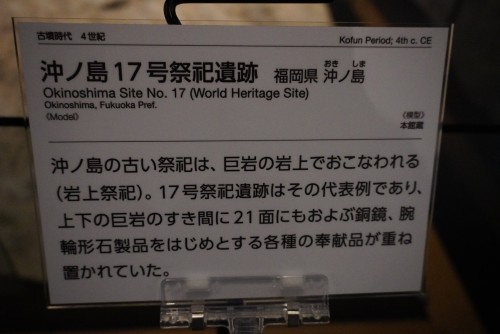 古墳時代 4世紀
Kofun Period; 4th c. CE
沖ノ島17号祭祀遺跡 福岡県 沖ノ島
おき しま
Okinoshima Site No. 17 (World Heritage Site)
Okinoshima, Fukuoka Pref.
〈Model〉
〈模型〉
本館蔵
沖ノ島の古い祭祀は、巨岩の岩上でおこなわれる
(岩上祭祀)。17号祭祀遺跡はその代表例であり、
上下の巨岩のすき間に21面にもおよぶ銅鏡、腕
輪形石製品をはじめとする各種の奉献品が重ね
置かれていた。